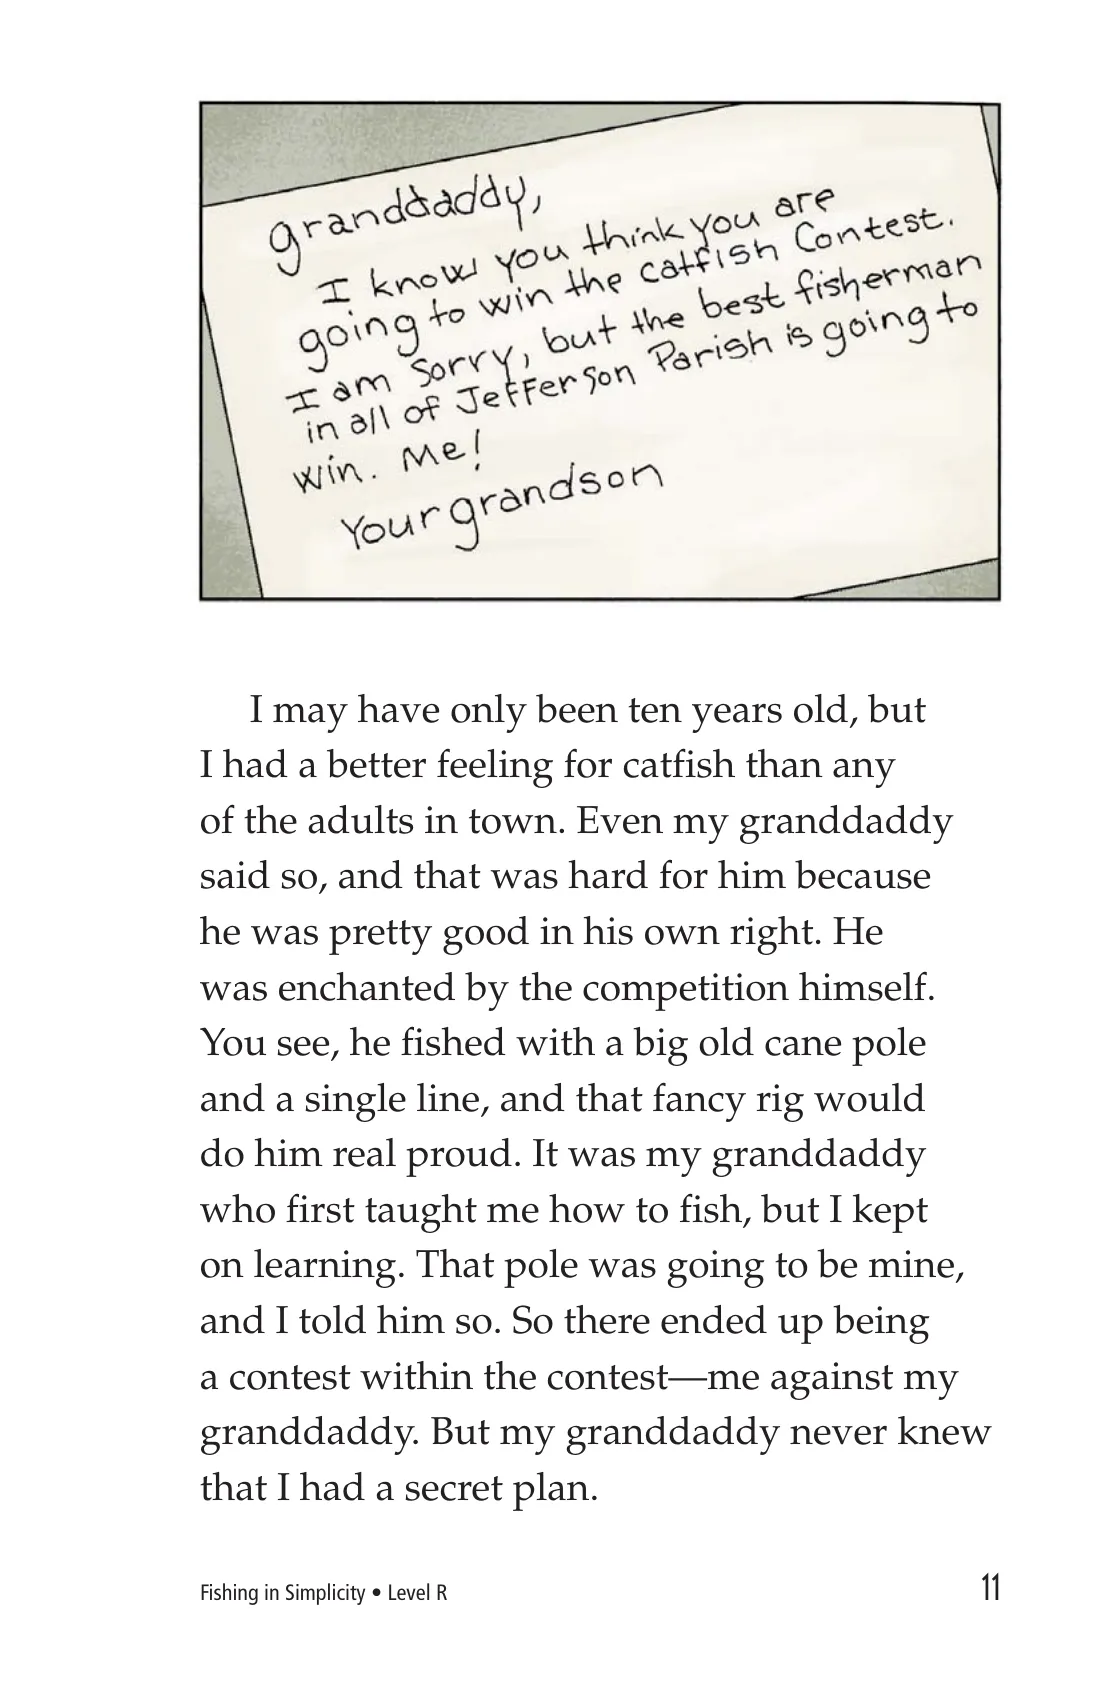 granddaddy,
I know you think you are
going to win the catfish Contest.
I am Sorry, but the best fisherman
in all of Jefferson Parish is going to
win. Me!
Your grandson
I may have only been ten years old, but
I had a better feeling for catfish than any
of the adults in town. Even my granddaddy
said so, and that was hard for him because
he was pretty good in his own right. He
was enchanted by the competition himself.
You see, he fished with a big old cane pole
and a single line, and that fancy rig would
do him real proud. It was my granddaddy
who first taught me how to fish, but I kept
on learning. That pole was going to be mine,
and I told him so. So there ended up being
a contest within the contest—me against my
granddaddy. But my granddaddy never knew
that I had a secret plan.
Fishing in Simplicity • Level R 11